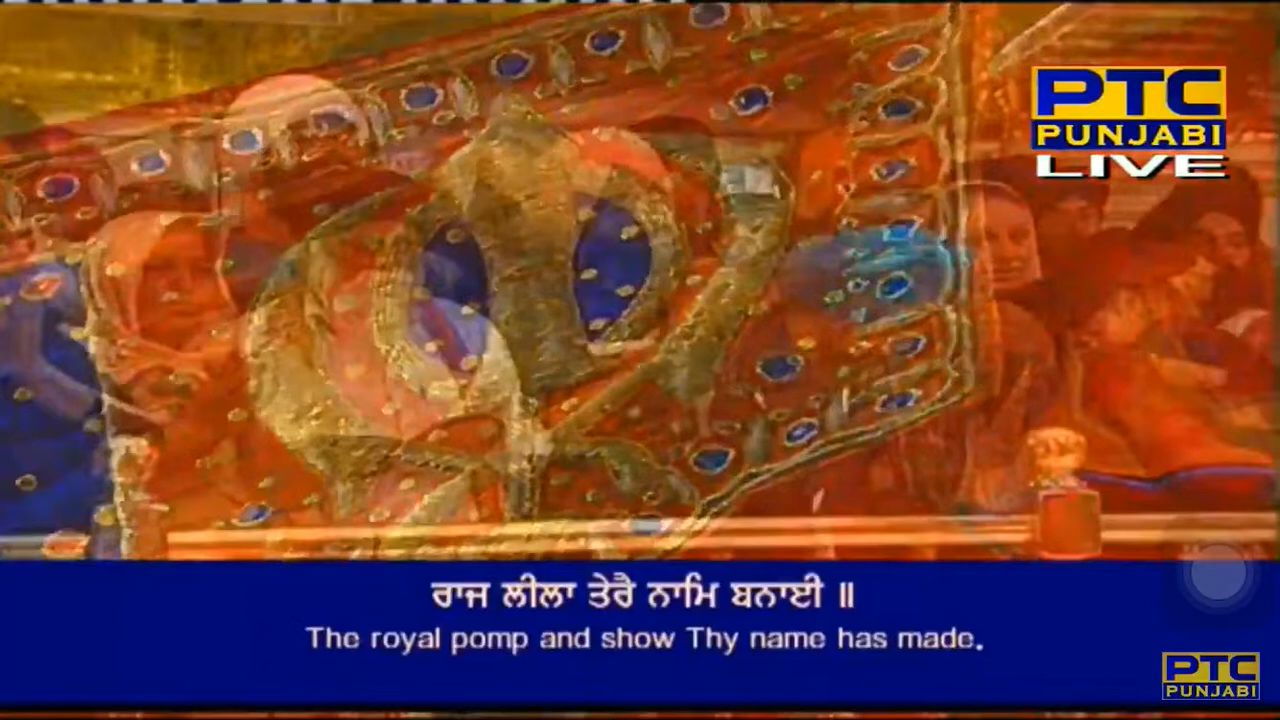 PTC
PUNJABI
LIVE
ਰਾਜ ਲੀਲਾ ਤੇਰੈ ਨਾਮਿ ਬਨਾਈ ॥
The royal pomp and show Thy name has made.
PTC
PUNJABI